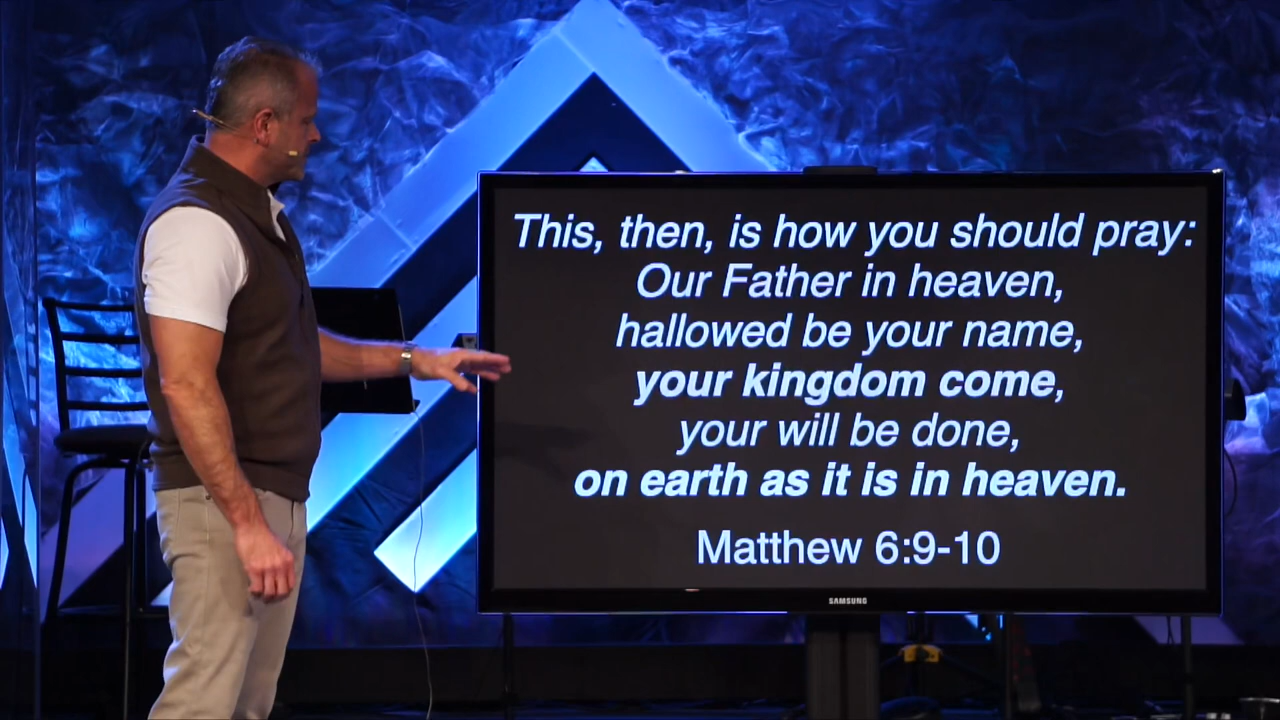 This, then, is how you should pray:
Our Father in heaven,
hallowed be your name,
your kingdom come,
your will be done,
on earth as it is in heaven.
Matthew 6:9-10
SAMSUNG